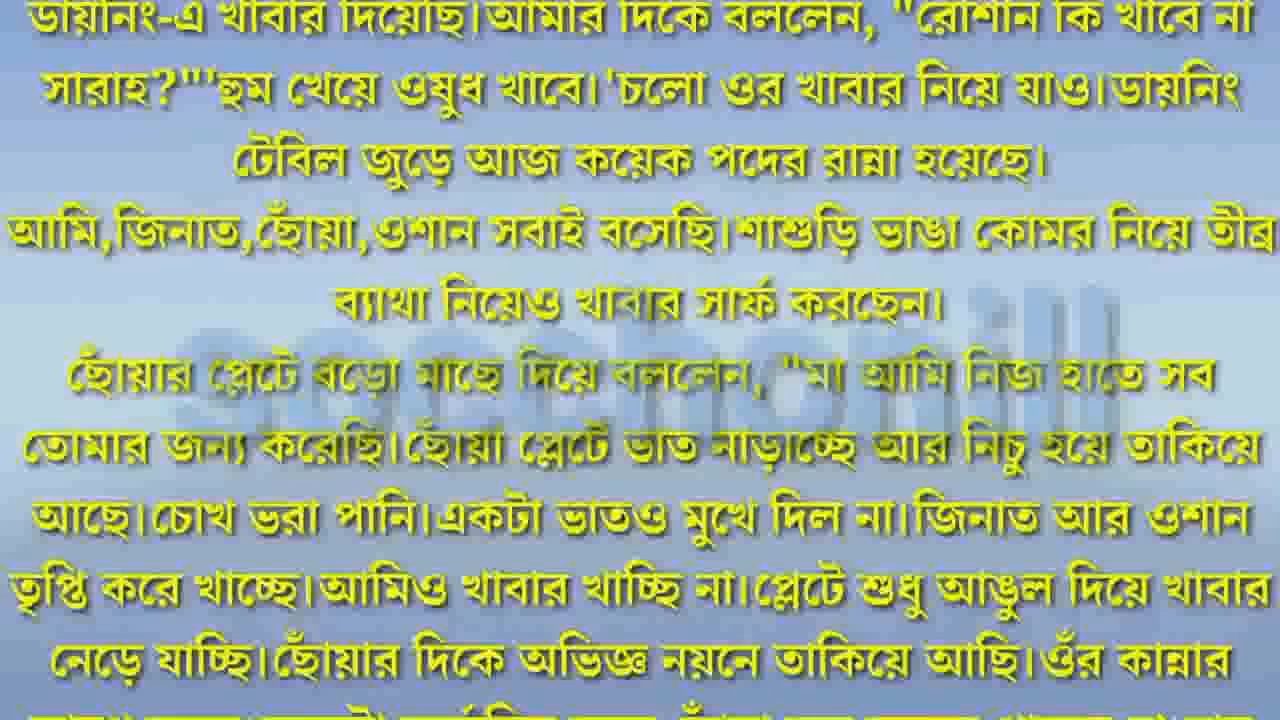 ডায়নিং-এ খাবার দিয়েছি।আমার দিকে বললেন, "রোশান কি খাবে না
সারাহ?"'হুম খেয়ে ওষুধ খাবে।'চলো ওর খাবার নিয়ে যাও।ডায়নিং
টেবিল জুড়ে আজ কয়েক পদের রান্না হয়েছে।
আমি,জিনাত,ছোঁয়া,ওশান সবাই বসেছি।শাশুড়ি ভাঙা কোমর নিয়ে তীব্র
ব্যাথা নিয়েও খাবার সার্ফ করছেন।
ছোঁয়ার প্লেটে বড়ো মাছে দিয়ে বললেন, "মা আমি নিজ হাতে সব
তোমার জন্য করেছি।ছোঁয়া প্লেটে ভাত নাড়াচ্ছে আর নিচু হয়ে তাকিয়ে
আছে।চোখ ভরা পানি।একটা ভাতও মুখে দিল না।জিনাত আর ওশান
তৃপ্তি করে খাচ্ছে।আমিও খাবার খাচ্ছি না।প্লেটে শুধু আঙুল দিয়ে খাবার
নেড়ে যাচ্ছি।ছোঁয়ার দিকে অভিজ্ঞ নয়নে তাকিয়ে আছি।ওঁর কান্নার